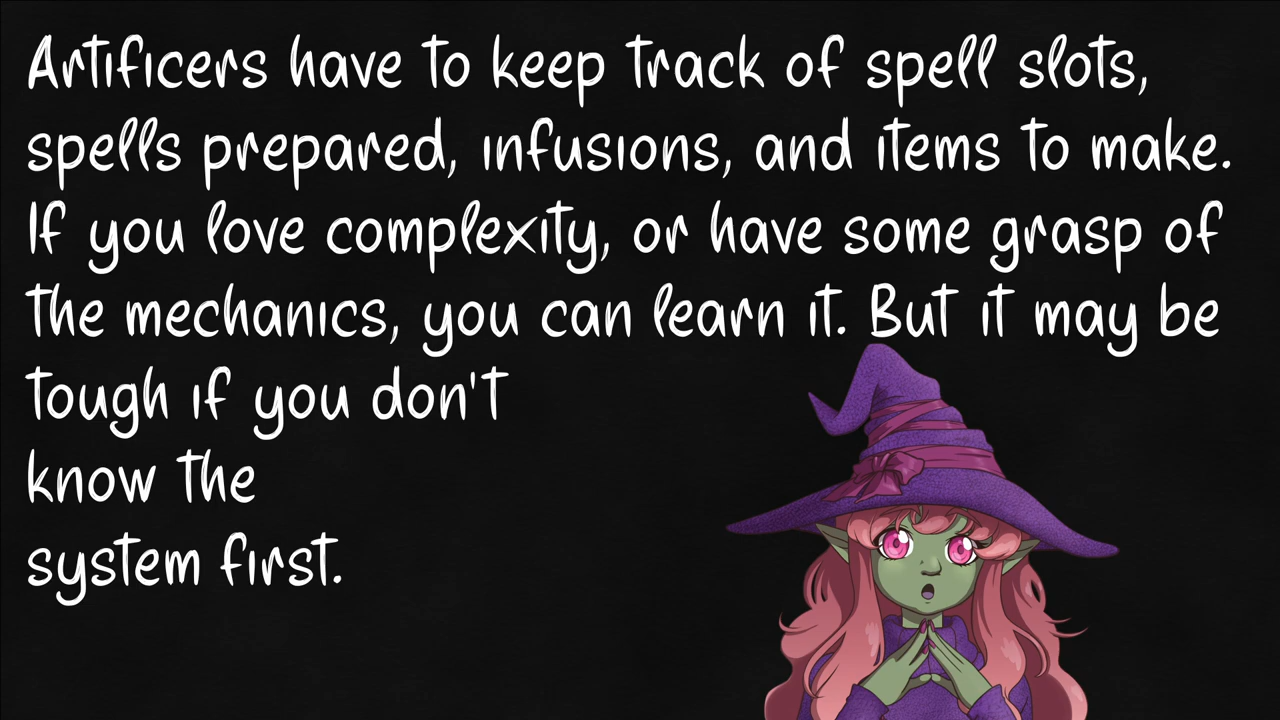 Artificers have to keep track of spell slots,
spells prepared, infusions, and items to make.
If you love complexity, or have some grasp of
the mechanics, you can learn it. But it may be
tough if you don't
know the
system first.